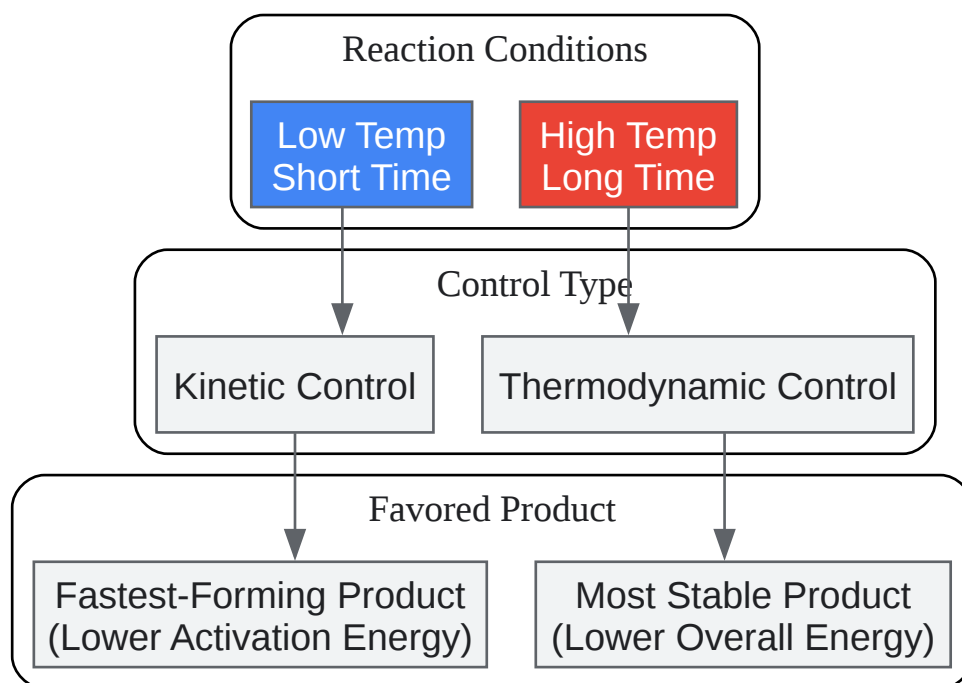 Reaction Conditions
Low Temp
Short Time
High Temp
Long Time
Control Type
Kinetic Control
Thermodynamic Control
Favored Product
Fastest-Forming Product
(Lower Activation Energy)
Most Stable Product
(Lower Overall Energy)